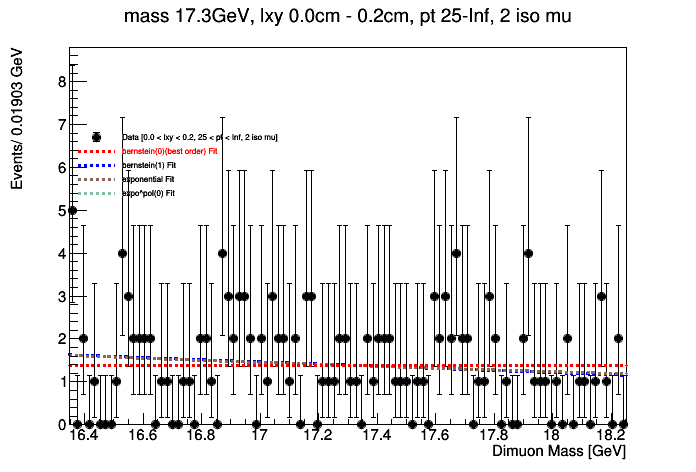 mass 17.3GeV, lxy 0.0cm - 0.2cm, pt 25-Inf, 2 iso mu
Events/ 0.01903 GeV
8
7
Data [0.0 < lxy < 0.2, 25 < pt < Inf, 2 iso mu]
bernstein(0)(best order) Fit
bernstein(1) Fit
6
exponential Fit
expo*pol(0) Fit
5
4
3
2
1
0
16.4 16.6 16.8 17 17.2 17.4 17.6 17.8 18 18.2
Dimuon Mass [GeV]